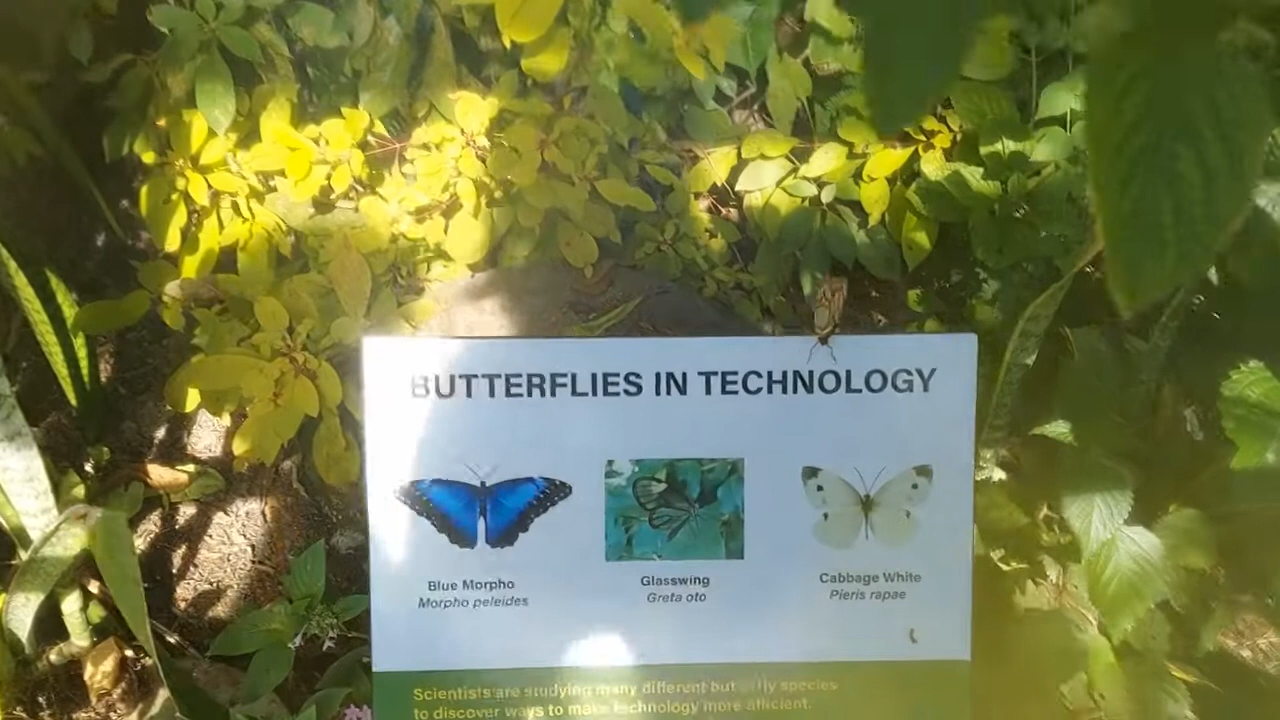 BUTTERFLIES IN TECHNOLOGY
Blue Morpho
Morpho peleides
Glasswing
Greta oto
Cabbage White
Pieris rapae
Scientists are studying many different butterfly species
to discover ways to make technology more efficient.